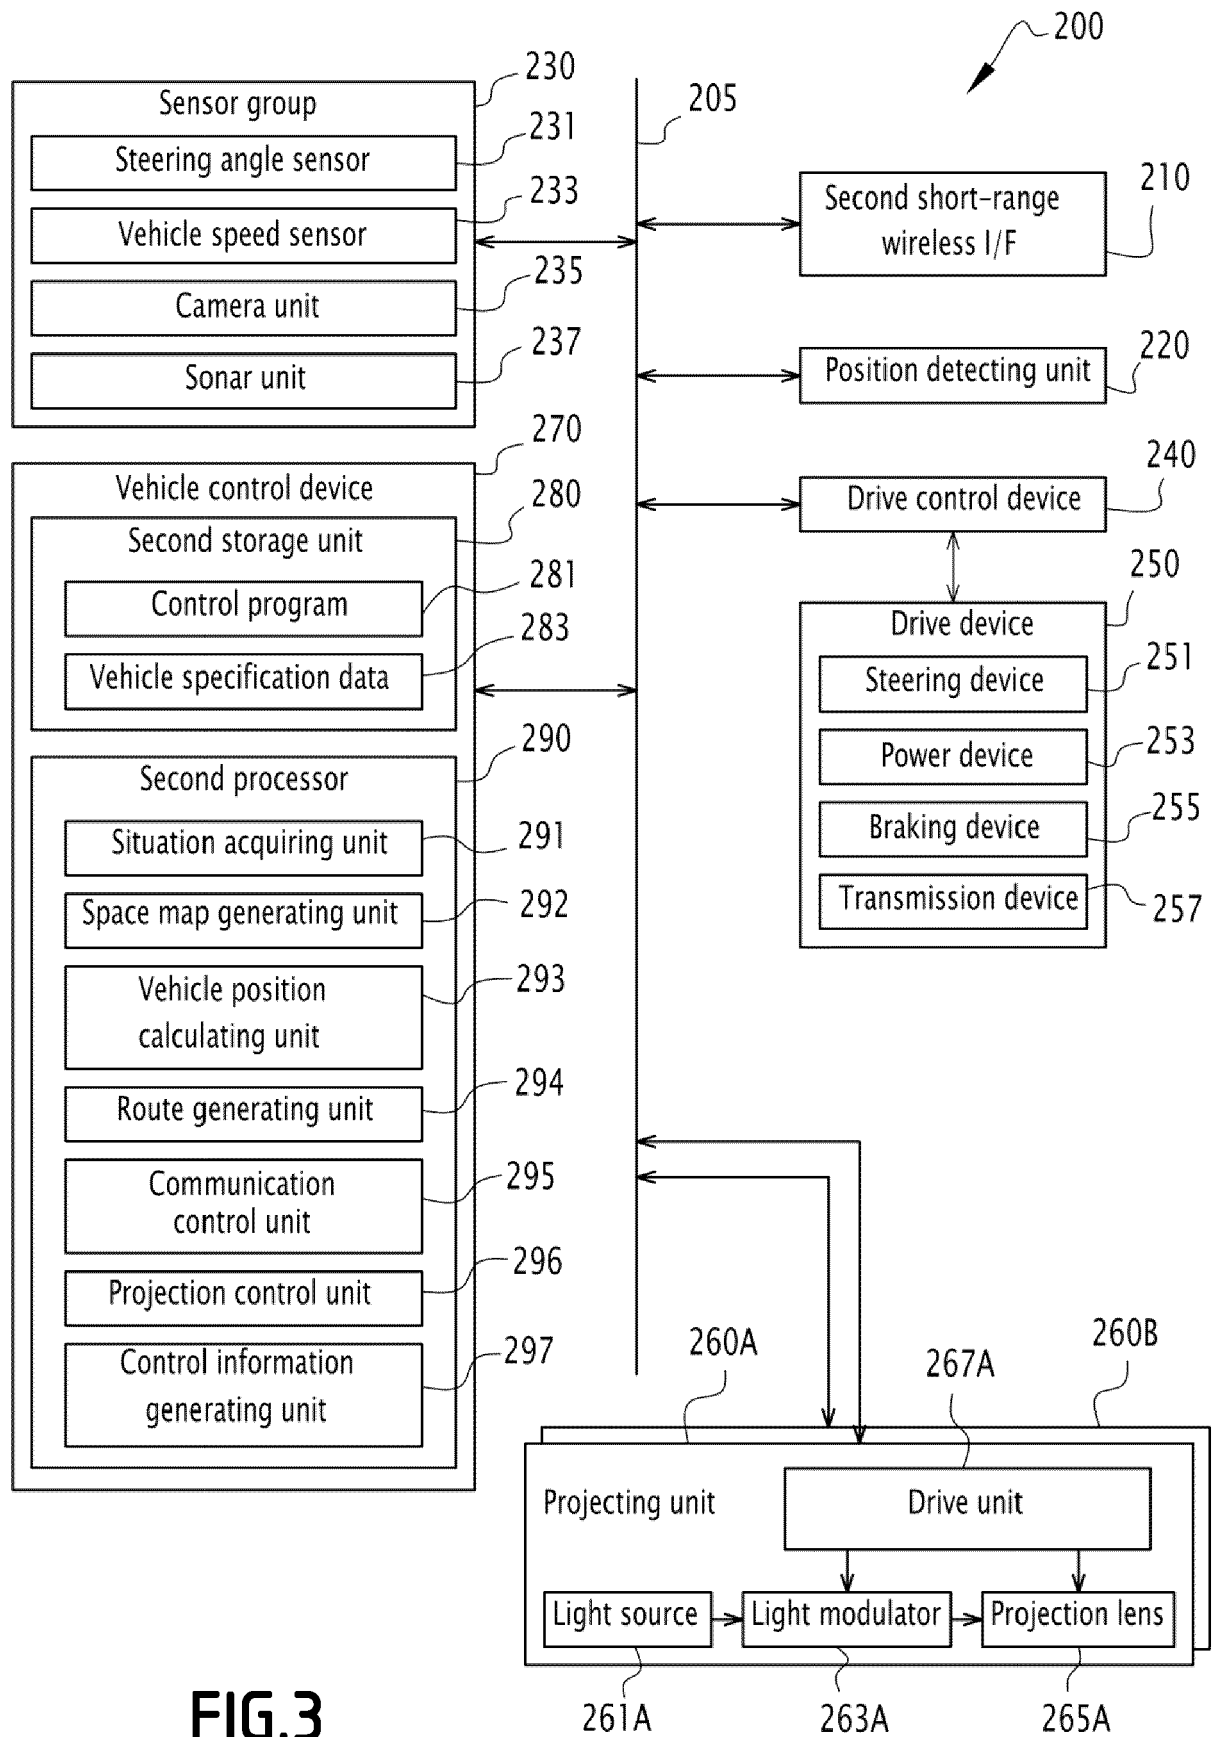 200
230
Sensor group
231
Steering angle sensor
233
Vehicle speed sensor
235
Camera unit
237
Sonar unit
205
Second short-range
wireless I/F
210
Position detecting unit
220
Drive control device
240
250
Drive device
251
Steering device
253
Power device
255
Braking device
257
Transmission device
270
Vehicle control device
280
Second storage unit
281
Control program
283
Vehicle specification data
290
Second processor
291
Situation acquiring unit
292
Space map generating unit
293
Vehicle position
calculating unit
294
Route generating unit
295
Communication
control unit
296
Projection control unit
297
Control information
generating unit
260A
267A
260B
Projecting unit
Drive unit
Light source
Light modulator
Projection lens
261A
263A
265A
FIG.3